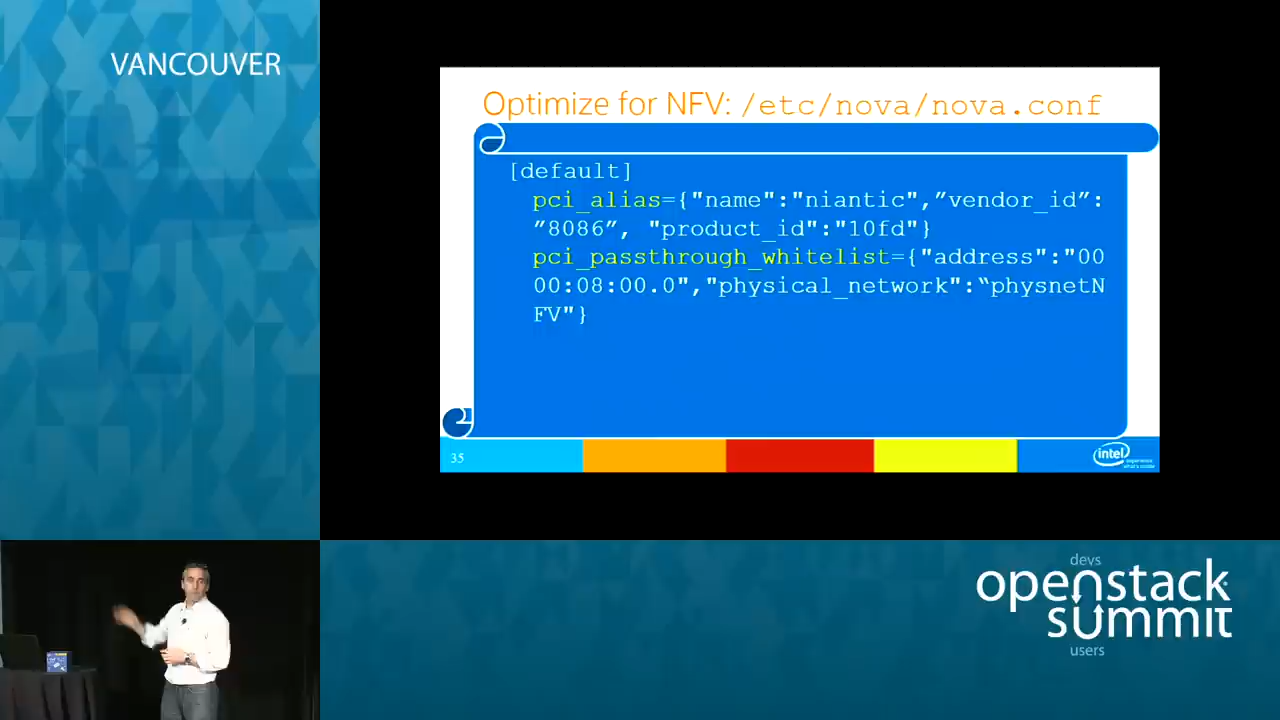 VANCOUVER
Optimize for NFV: /etc/nova/nova.conf
[default]
pci_alias={"name":"niantic",”vendor_id”:
”8086”, "product_id":"10fd"}
pci_passthrough_whitelist={"address":"00
00:08:00.0","physical_network":“physnetN
FV"}
35
intel
devs
openstack
summit
users